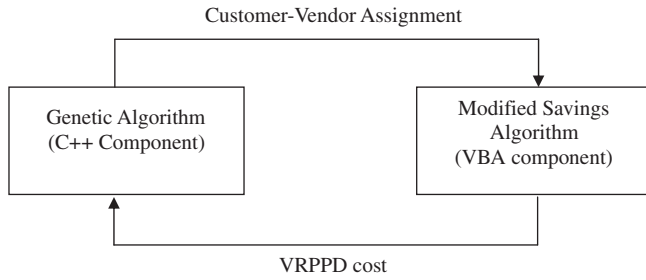 Customer-Vendor Assignment
Genetic Algorithm
(C++ Component)
Modified Savings
Algorithm
(VBA component)
VRPPD cost